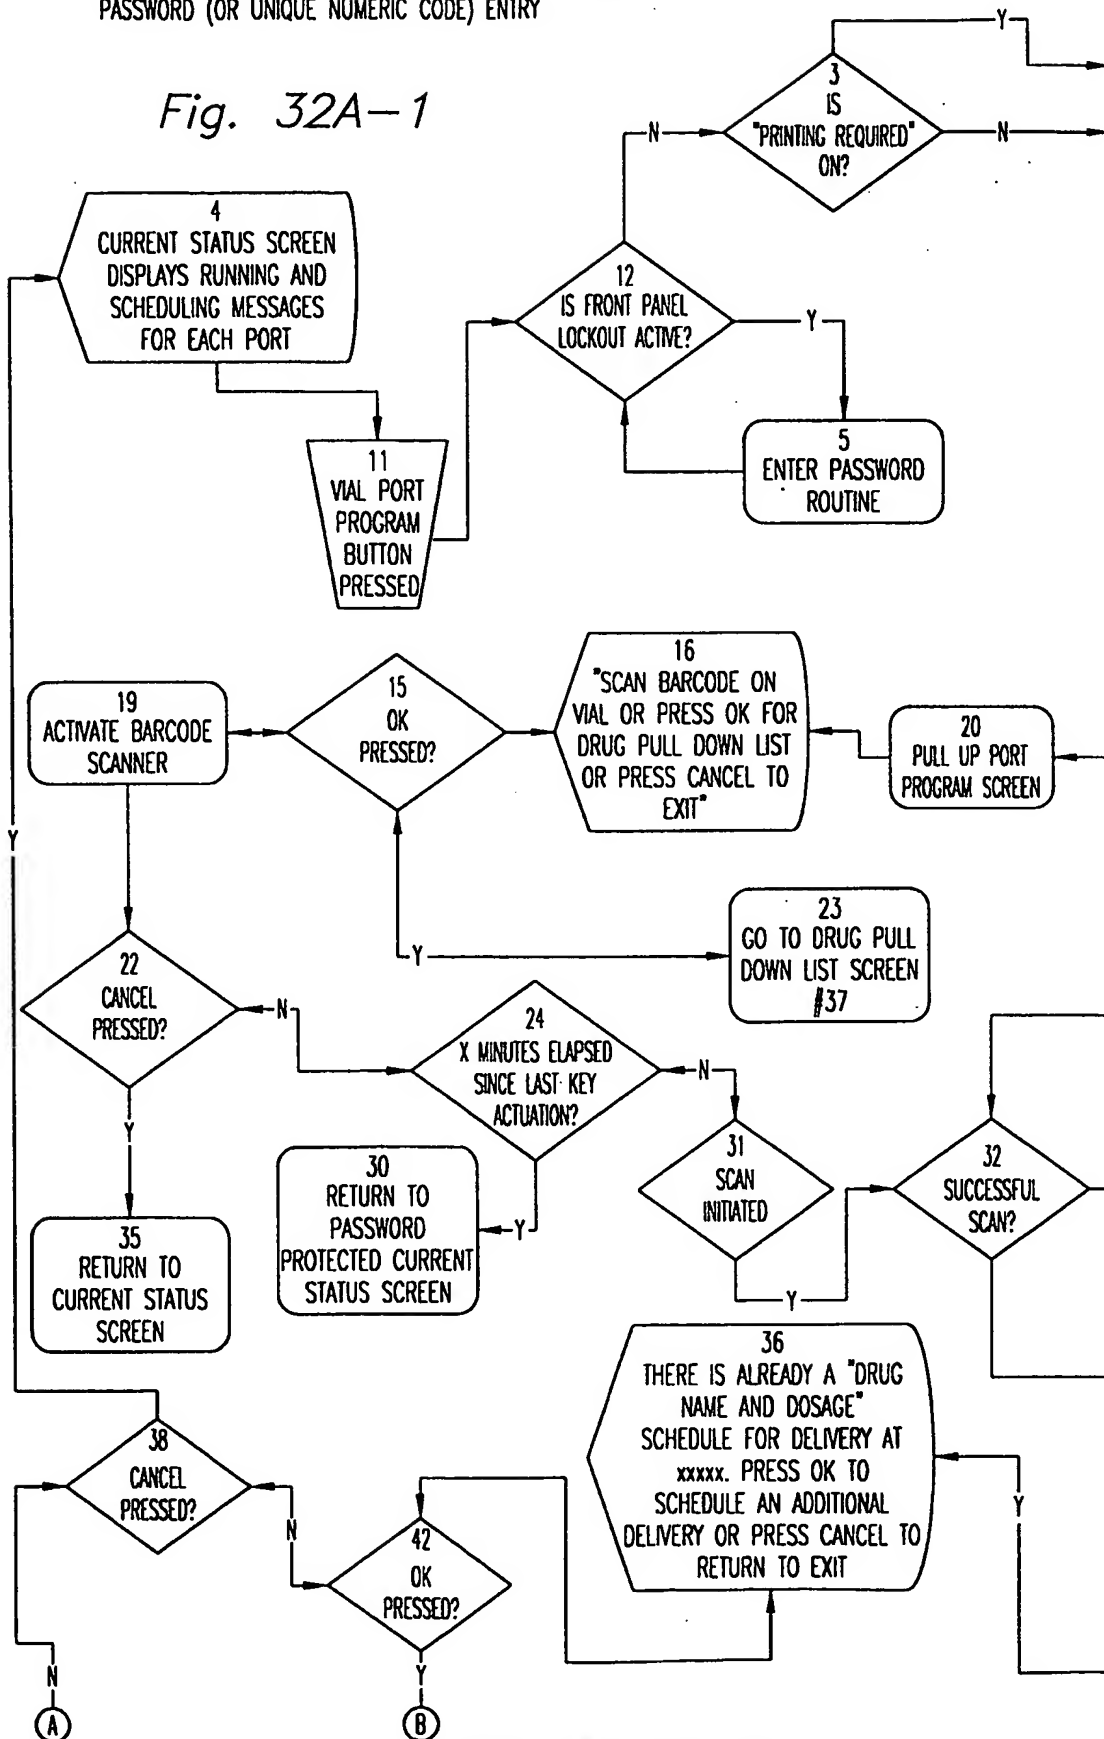 PASSWORD (OR UNIQUE NUMERIC CODE) ENTRY
Fig. 32A-1
Y
3
IS
"PRINTING REQUIRED"
ON?
N
N
4
CURRENT STATUS SCREEN
DISPLAYS RUNNING AND
SCHEDULING MESSAGES
FOR EACH PORT
12
IS FRONT PANEL
LOCKOUT ACTIVE?
Y
5
ENTER PASSWORD
ROUTINE
11
VIAL PORT
PROGRAM
BUTTON
PRESSED
19
ACTIVATE BARCODE
SCANNER
15
OK
PRESSED?
16
"SCAN BARCODE ON
VIAL OR PRESS OK FOR
DRUG PULL DOWN LIST
OR PRESS CANCEL TO
EXIT"
20
PULL UP PORT
PROGRAM SCREEN
Y
Y
23
GO TO DRUG PULL
DOWN LIST SCREEN
#37
22
CANCEL
PRESSED?
N
24
X MINUTES ELAPSED
SINCE LAST KEY
ACTUATION?
N
31
SCAN
INITIATED
32
SUCCESSFUL
SCAN?
Y
30
RETURN TO
PASSWORD
PROTECTED CURRENT
STATUS SCREEN
Y
35
RETURN TO
CURRENT STATUS
SCREEN
Y
36
THERE IS ALREADY A "DRUG
NAME AND DOSAGE"
SCHEDULE FOR DELIVERY AT
xxxxx. PRESS OK TO
SCHEDULE AN ADDITIONAL
DELIVERY OR PRESS CANCEL TO
RETURN TO EXIT
Y
38
CANCEL
PRESSED?
N
42
OK
PRESSED?
N
Y
A
B